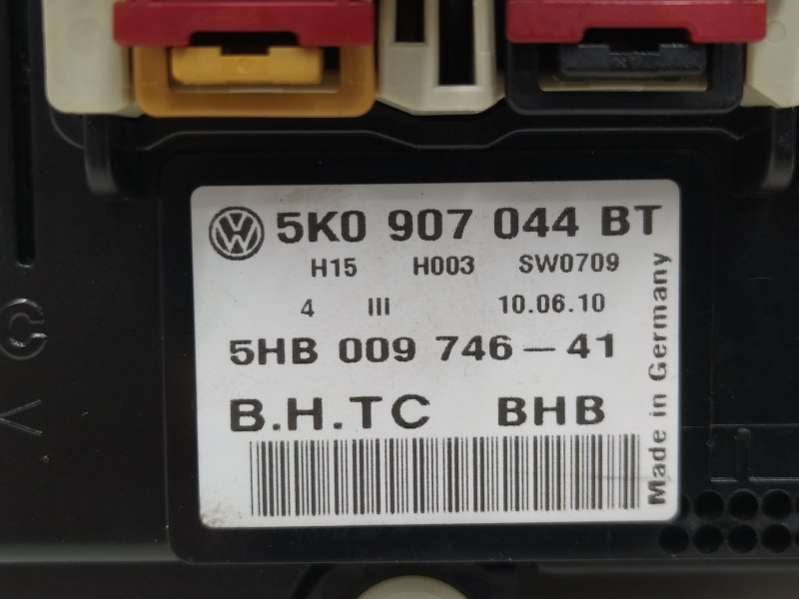 5K0 907 044 BT
H15 H003 SW0709
4 III 10.06.10
5HB 009 746-41
B.H.TC BHB
Made in Germany